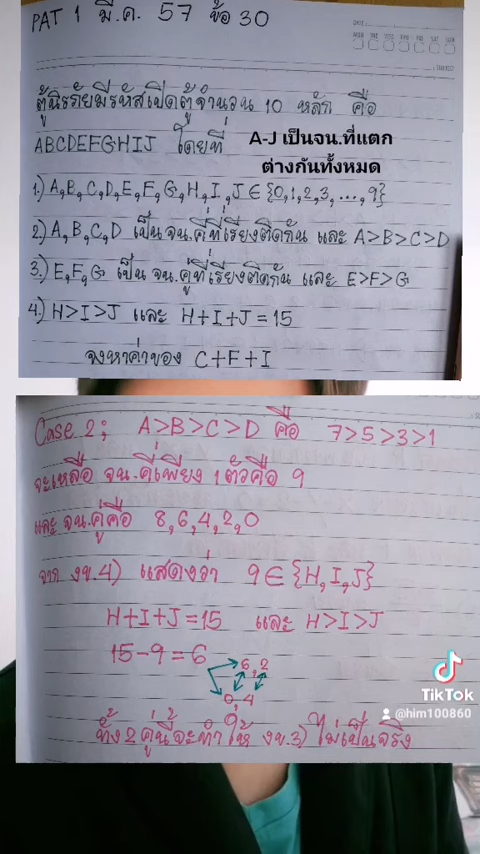 PAT 1 มี.ค. 57 ข้อ 30
ตู้นิรภัยมีรหัสเปิดตู้จำนวน 10 หลัก คือ
ABCDEFGHIJ โดยที่
A-J เป็นจน.ที่แตก
ต่างกันทั้งหมด
1.) A,B,C,D,E,F,G,H,I,J ∈ {0,1,2,3,...,9}
2.) A,B,C,D เป็น จน.คี่ที่เรียงติดกัน และ A>B>C>D
3.) E,F,G เป็น จน.คู่ที่เรียงติดกัน และ E>F>G
4.) H>I>J และ H+I+J=15
จงหาค่าของ C+F+I
Case 2; A>B>C>D คือ 7>5>3>1
จะเหลือ จน.คี่เพียง 1 ตัวคือ 9
และ จน.คู่คือ 8,6,4,2,0
จาก งข.4) แสดงว่า 9∈{H,I,J}
H+I+J=15 และ H>I>J
15-9=6
6,2
0,4
ทั้ง 2 คู่นี้จะทำให้ งข.3) ไม่เป็นจริง
TikTok
@him100860